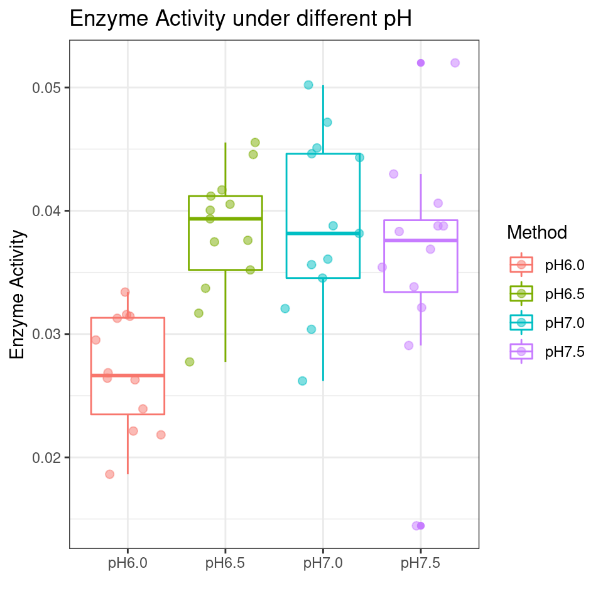 Enzyme Activity under different pH
Enzyme Activity
0.05
0.04
0.03
0.02
pH6.0 pH6.5 pH7.0 pH7.5
Method
pH6.0
pH6.5
pH7.0
pH7.5